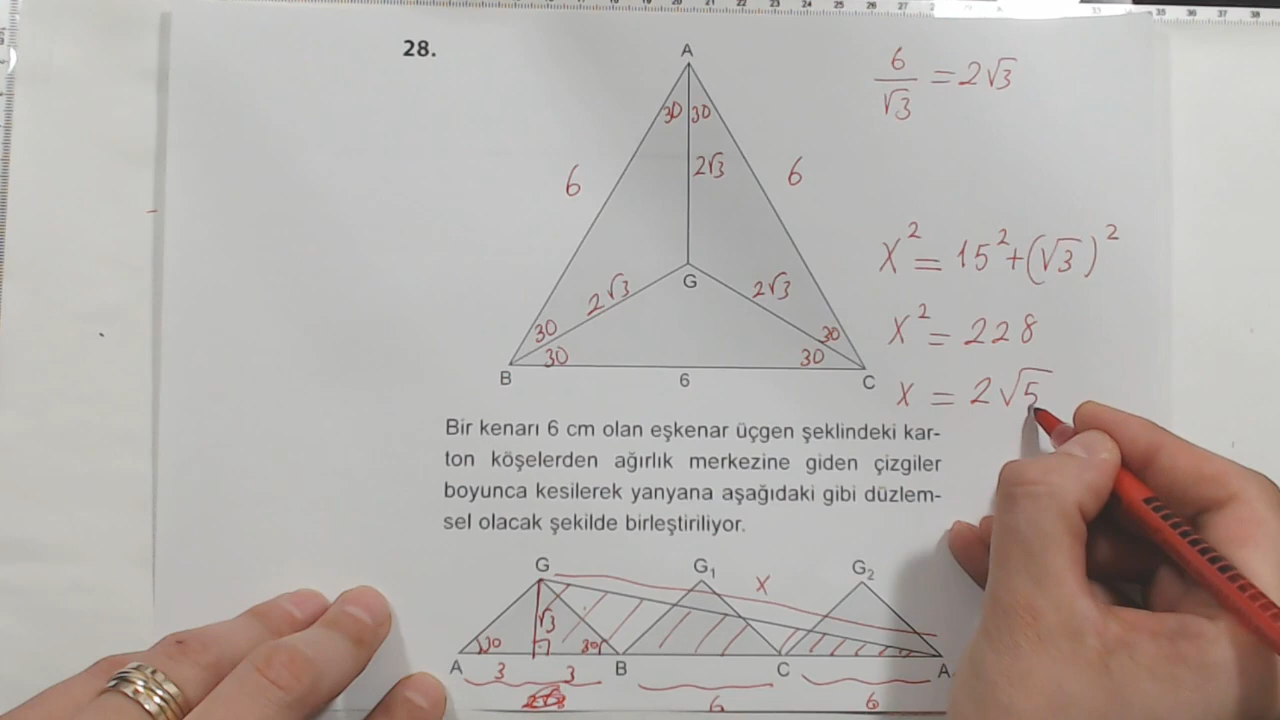 28.
A
30 30
2√3
6
6
G
2√3
2√3
30
30
30
30
B
6
C
6/√3 = 2√3
x² = 15² + (√3)²
x² = 228
x = 2√5
Bir kenarı 6 cm olan eşkenar üçgen şeklindeki kar-
ton köşelerden ağırlık merkezine giden çizgiler
boyunca kesilerek yanyana aşağıdaki gibi düzlem-
sel olacak şekilde birleştiriliyor.
G
G₁
G₂
x
√3
30
30
A
3
3
B
C
A
6
6